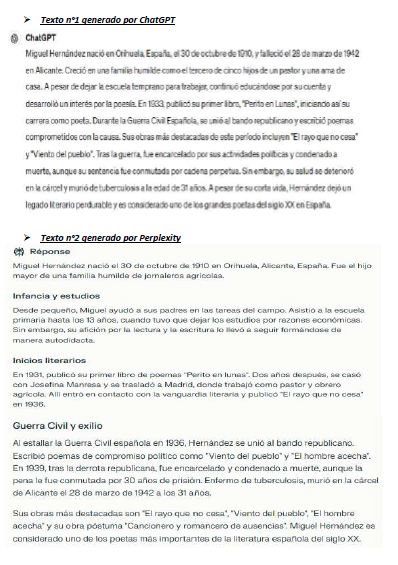 Texto nº1 generado por ChatGPT
ChatGPT
Miguel Hernández nació en Orihuela, España, el 30 de octubre de 1910, y falleció el 28 de marzo de 1942
en Alicante. Creció en una familia humilde como el tercero de cinco hijos de un pastor y una ama de
casa. A pesar de dejar la escuela temprano para trabajar, continuó educándose por su cuenta y
desarrolló un interés por la poesía. En 1933, publicó su primer libro, "Perito en Lunas", iniciando así su
carrera como poeta. Durante la Guerra Civil Española, se unió al bando republicano y escribió poemas
comprometidos con la causa. Sus obras más destacadas de este período incluyen "El rayo que no cesa"
y "Viento del pueblo". Tras la guerra, fue encarcelado por sus actividades políticas y condenado a
muerte, aunque su sentencia fue conmutada por cadena perpetua. Sin embargo, su salud se deterioró
en la cárcel y murió de tuberculosis a la edad de 31 años. A pesar de su corta vida, Hernández dejó un
legado literario perdurable y es considerado uno de los grandes poetas del siglo XX en España.
Texto nº2 generado por Perplexity
Réponse
Miguel Hernández nació el 30 de octubre de 1910 en Orihuela, Alicante, España. Fue el hijo
mayor de una familia humilde de jornaleros agrícolas.
Infancia y estudios
Desde pequeño, Miguel ayudó a sus padres en las tareas del campo. Asistió a la escuela
primaria hasta los 13 años, cuando tuvo que dejar los estudios por razones económicas.
Sin embargo, su afición por la lectura y la escritura lo llevó a seguir formándose de
manera autodidacta.
Inicios literarios
En 1931, publicó su primer libro de poemas "Perito en lunas". Dos años después, se casó
con Josefina Manresa y se trasladó a Madrid, donde trabajó como pastor y obrero
agrícola. Allí entró en contacto con la vanguardia literaria y publicó "El rayo que no cesa"
en 1936.
Guerra Civil y exilio
Al estallar la Guerra Civil española en 1936, Hernández se unió al bando republicano.
Escribió poemas de compromiso político como "Viento del pueblo" y "El hombre acecha".
En 1939, tras la derrota republicana, fue encarcelado y condenado a muerte, aunque la
pena le fue conmutada por 30 años de prisión. Enfermo de tuberculosis, murió en la cárcel
de Alicante el 28 de marzo de 1942 a los 31 años.
Sus obras más destacadas son "El rayo que no cesa", "Viento del pueblo", "El hombre
acecha" y su obra póstuma "Cancionero y romancero de ausencias". Miguel Hernández es
considerado uno de los poetas más importantes de la literatura española del siglo XX.